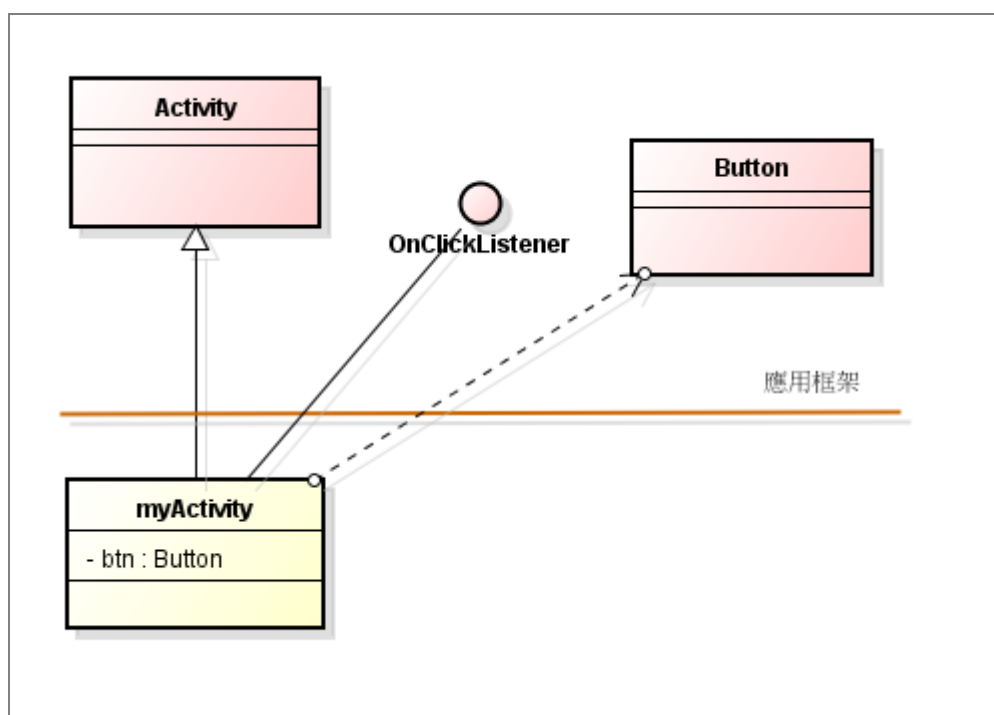 Activity
Button
OnClickListener
應用框架
myActivity
- btn : Button